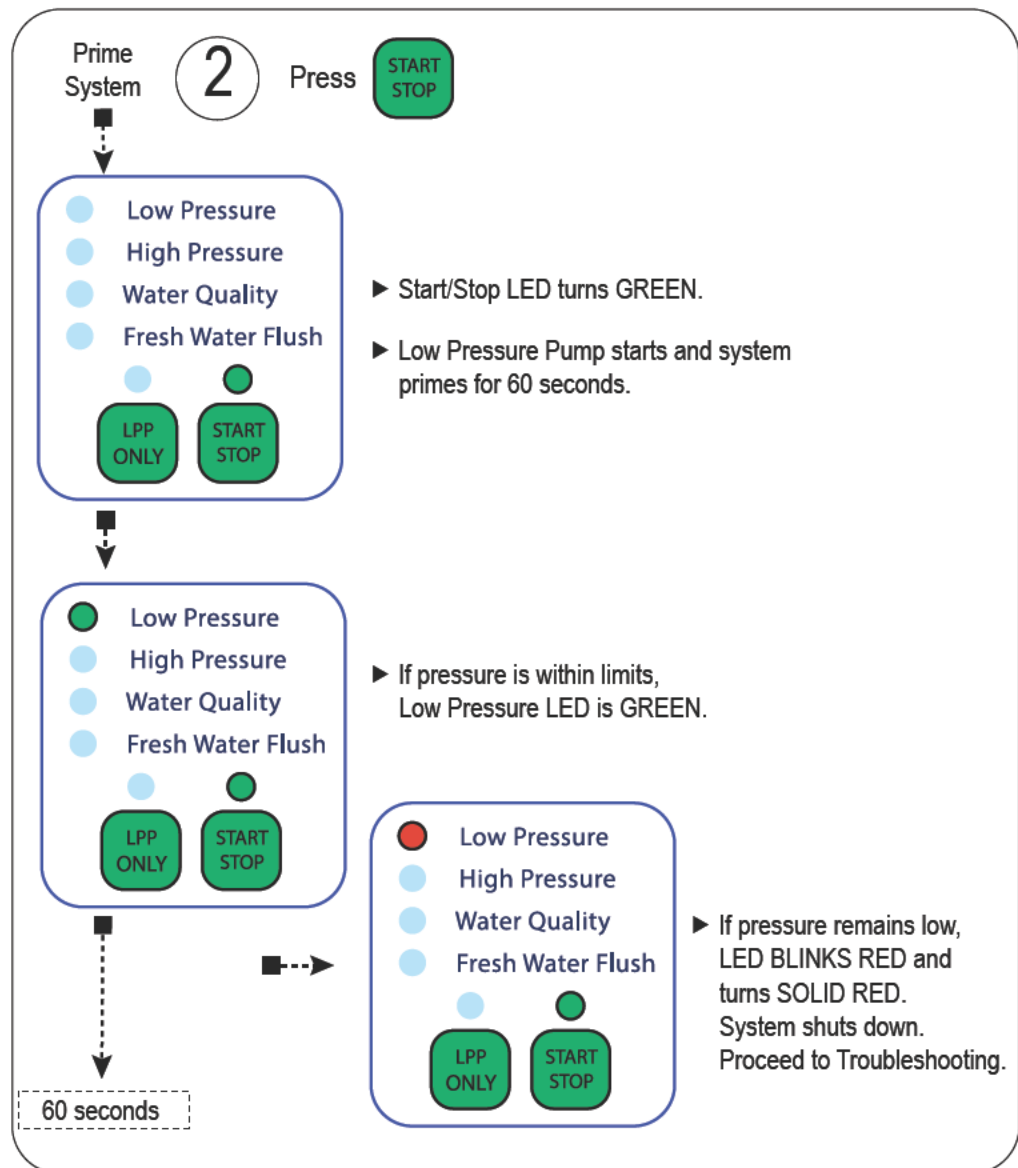 Prime
System
2
Press
START
STOP
Low Pressure
High Pressure
Water Quality
Fresh Water Flush
LPP
ONLY
START
STOP
► Start/Stop LED turns GREEN.
► Low Pressure Pump starts and system
primes for 60 seconds.
Low Pressure
High Pressure
Water Quality
Fresh Water Flush
LPP
ONLY
START
STOP
► If pressure is within limits,
Low Pressure LED is GREEN.
Low Pressure
High Pressure
Water Quality
Fresh Water Flush
LPP
ONLY
START
STOP
► If pressure remains low,
LED BLINKS RED and
turns SOLID RED.
System shuts down.
Proceed to Troubleshooting.
60 seconds